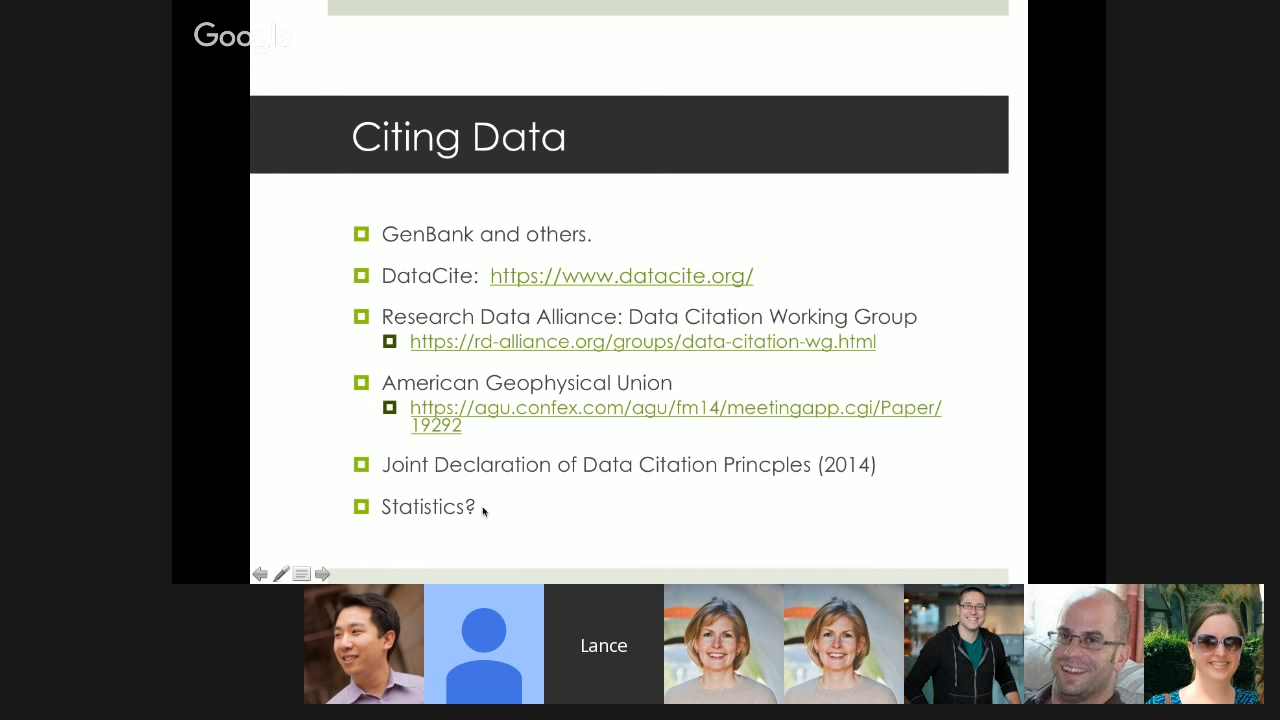 Google
Citing Data
GenBank and others.
DataCite: https://www.datacite.org/
Research Data Alliance: Data Citation Working Group
https://rd-alliance.org/groups/data-citation-wg.html
American Geophysical Union
https://agu.confex.com/agu/fm14/meetingapp.cgi/Paper/
19292
Joint Declaration of Data Citation Princples (2014)
Statistics?
Lance